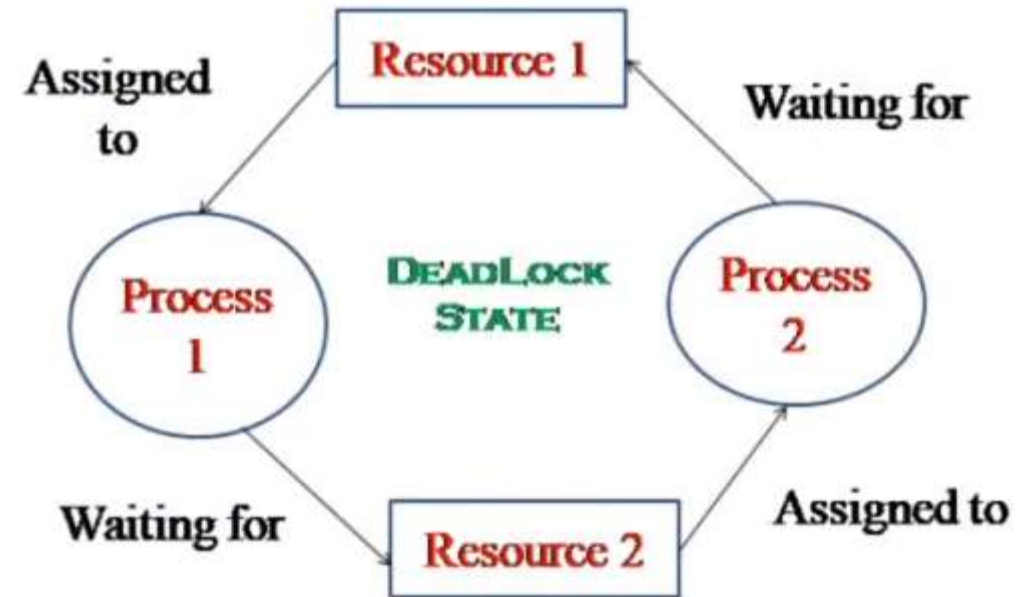 Resource 1
Assigned
to
Waiting for
Process
1
DEADLOCK
STATE
Process
2
Waiting for
Resource 2
Assigned to